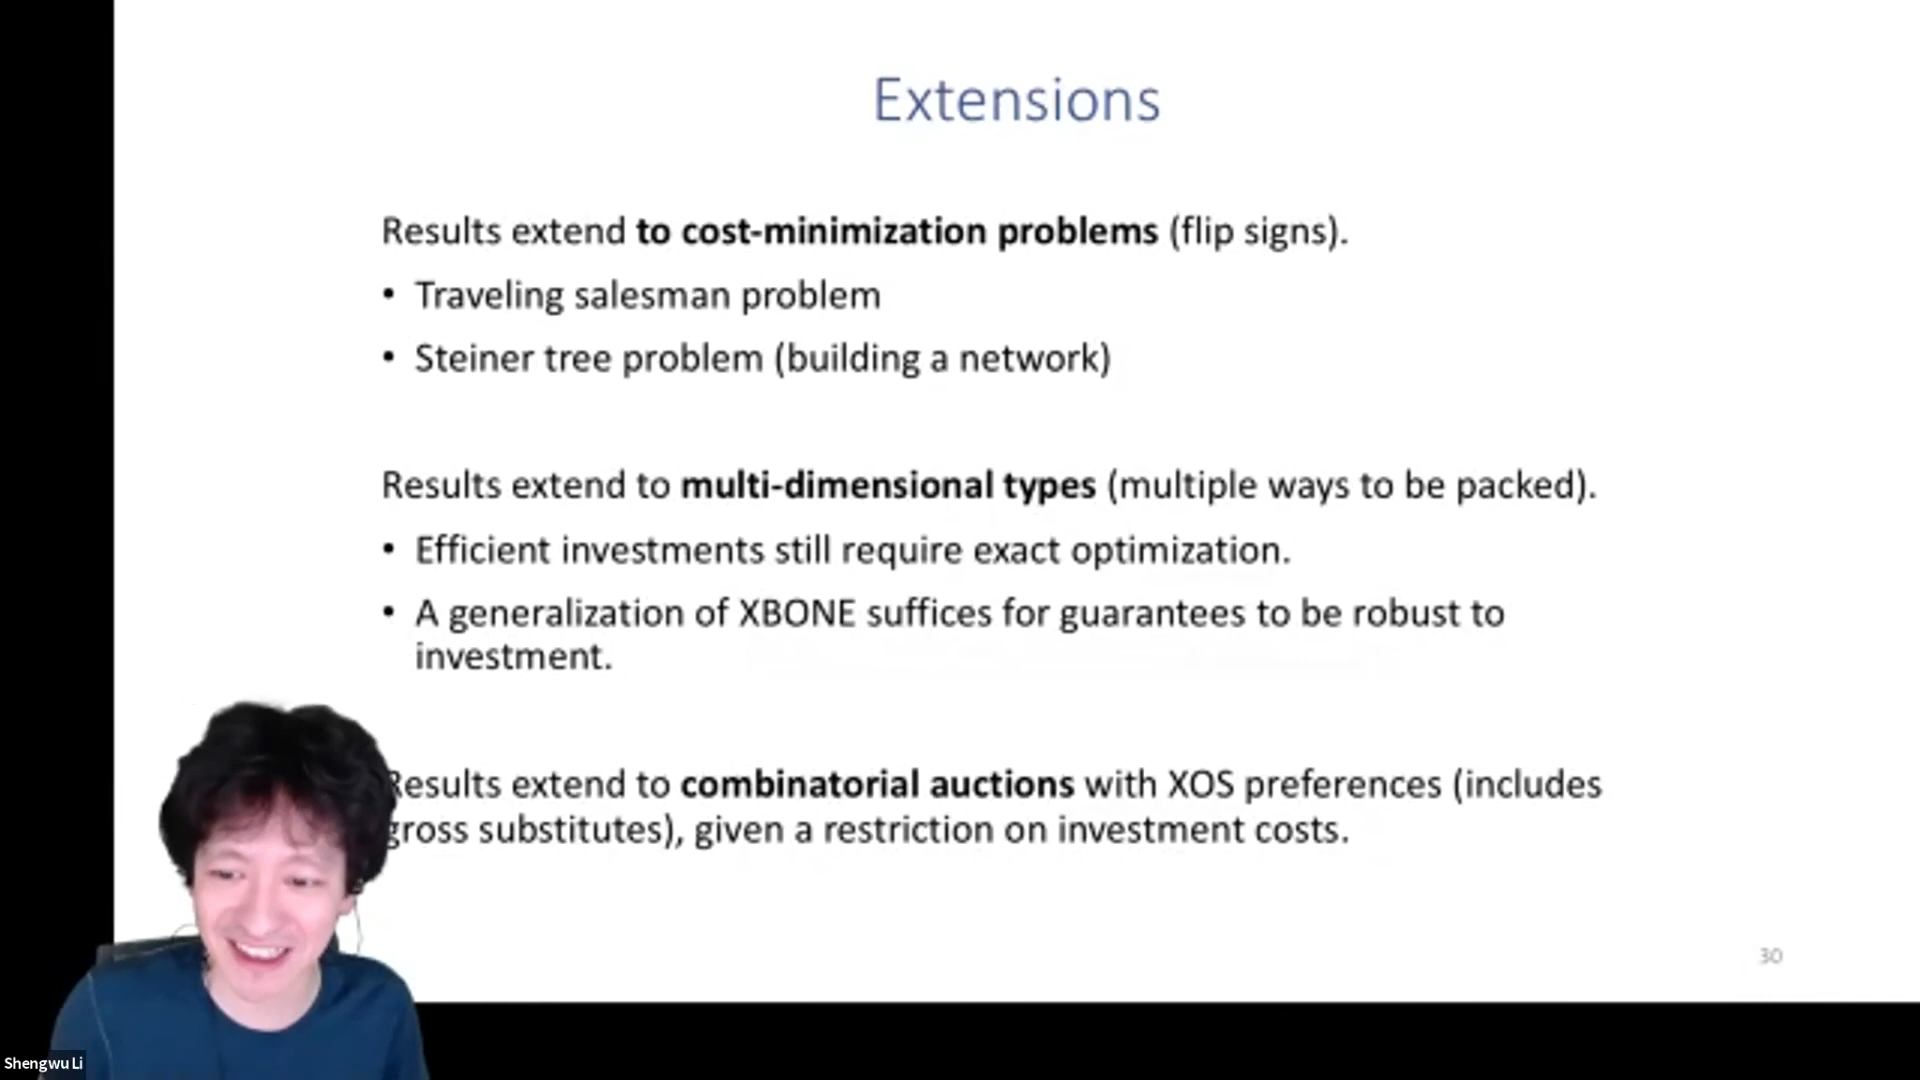 Extensions
Results extend to cost-minimization problems (flip signs).
• Traveling salesman problem
• Steiner tree problem (building a network)
Results extend to multi-dimensional types (multiple ways to be packed).
• Efficient investments still require exact optimization.
• A generalization of XBONE suffices for guarantees to be robust to
investment.
Results extend to combinatorial auctions with XOS preferences (includes
gross substitutes), given a restriction on investment costs.
30
Shengwu Li